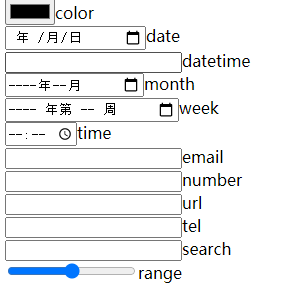 color
年 /月/日 date
datetime
----年--月 month
---- 年第 -- 周 week
--:-- time
email
number
url
tel
search
range